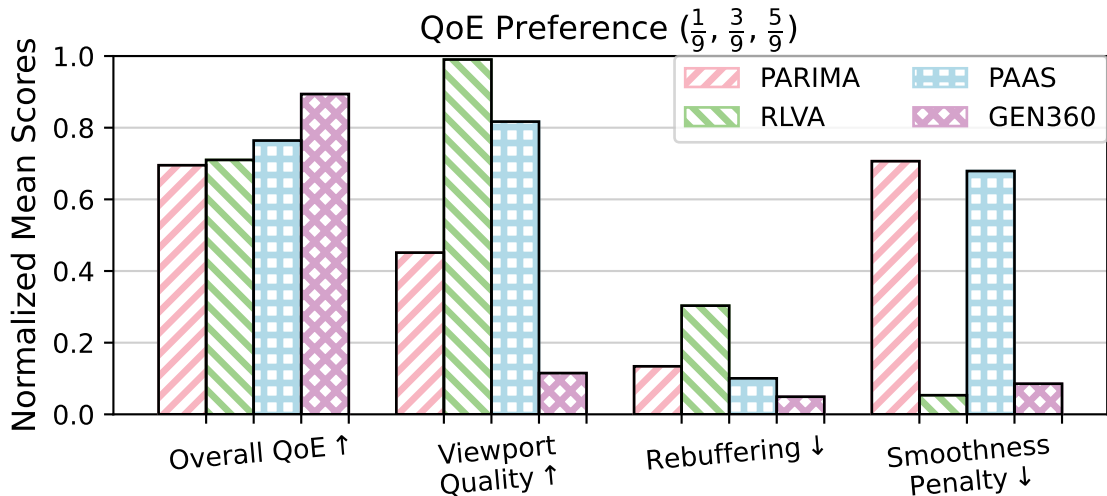 QoE Preference (1/9, 3/9, 5/9)
Normalized Mean Scores
1.0
0.8
0.6
0.4
0.2
0.0
PARIMA
PAAS
RLVA
GEN360
Overall QoE ↑
Viewport
Quality ↑
Rebuffering ↓
Smoothness
Penalty ↓